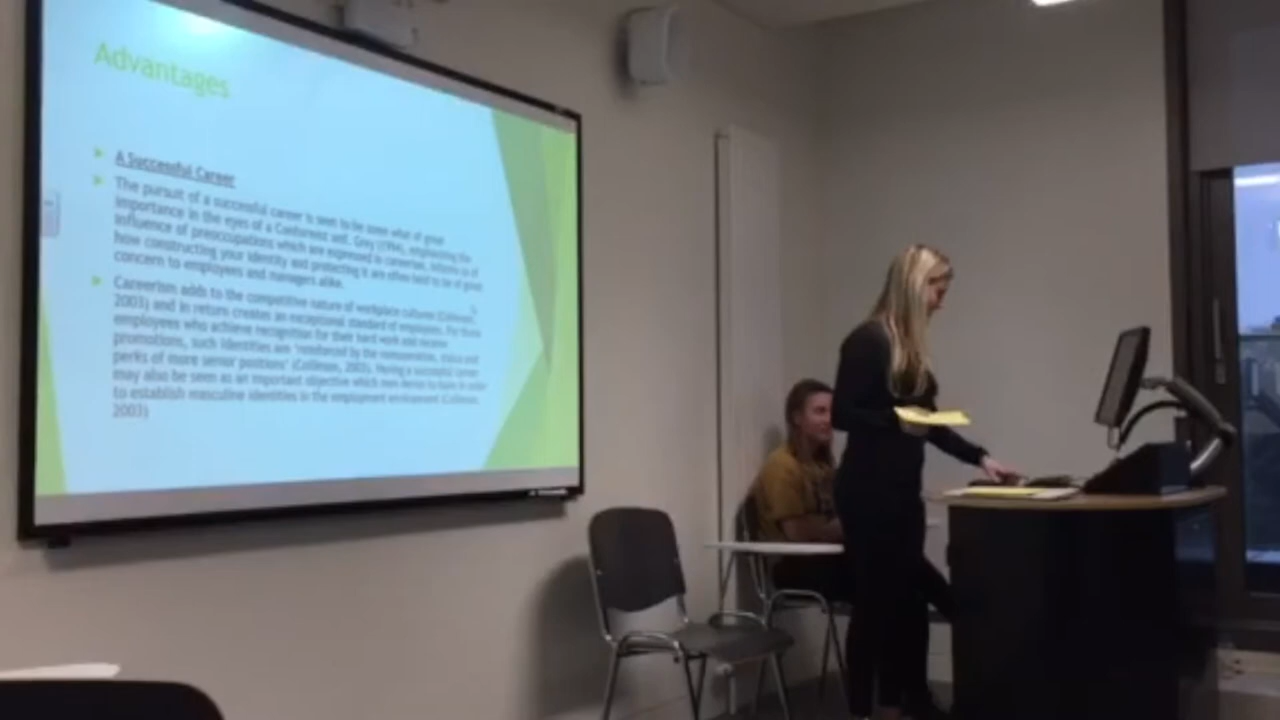 Advantages
A Successful Career
The pursuit of a successful career is seen to be some what of great
importance in the eyes of a Conformist self. Grey (1994), emphasising the
influence of preoccupations which are expressed in careerism, informs us of
how constructing your identity and protecting it are often said to be of great
concern to employees and managers alike.
Careerism adds to the competitive nature of workplace cultures (Collinson,
2003) and in return creates an exceptional standard of employees. For those
employees who achieve recognition for their hard work and receive
promotions, such identities are 'reinforced by the remuneration, status and
perks of more senior positions' (Collinson, 2003). Having a successful career
may also be seen as an important objective which men desire to have in order
to establish masculine identities in the employment environment (Collinson,
2003)